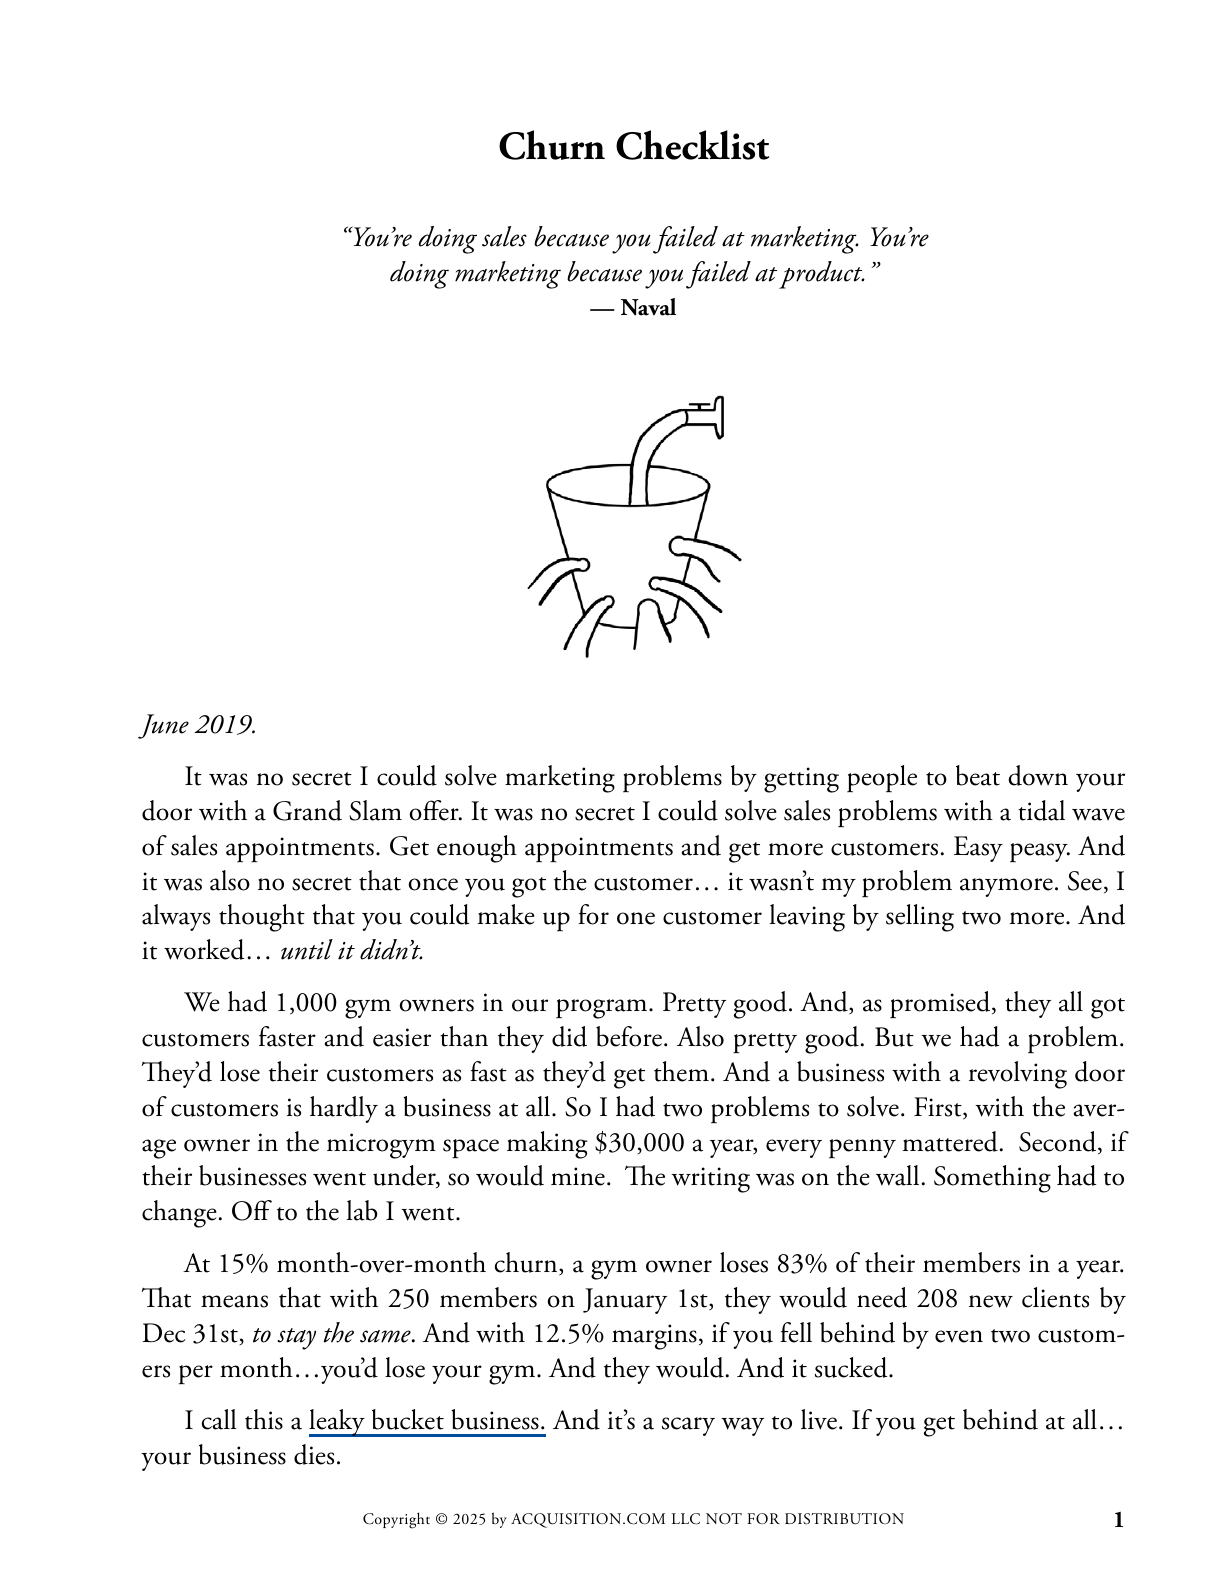 Churn Checklist
“You’re doing sales because you failed at marketing. You’re
doing marketing because you failed at product.”
— Naval
June 2019.
It was no secret I could solve marketing problems by getting people to beat down your
door with a Grand Slam offer. It was no secret I could solve sales problems with a tidal wave
of sales appointments. Get enough appointments and get more customers. Easy peasy. And
it was also no secret that once you got the customer… it wasn’t my problem anymore. See, I
always thought that you could make up for one customer leaving by selling two more. And
it worked… until it didn’t.
We had 1,000 gym owners in our program. Pretty good. And, as promised, they all got
customers faster and easier than they did before. Also pretty good. But we had a problem.
They’d lose their customers as fast as they’d get them. And a business with a revolving door
of customers is hardly a business at all. So I had two problems to solve. First, with the aver-
age owner in the microgym space making $30,000 a year, every penny mattered.  Second, if
their businesses went under, so would mine.  The writing was on the wall. Something had to
change. Off to the lab I went.
At 15% month-over-month churn, a gym owner loses 83% of their members in a year.
That means that with 250 members on January 1st, they would need 208 new clients by
Dec 31st, to stay the same. And with 12.5% margins, if you fell behind by even two custom-
ers per month…you’d lose your gym. And they would. And it sucked.
I call this a leaky bucket business. And it’s a scary way to live. If you get behind at all…
your business dies.
Copyright © 2025 by ACQUISITION.COM LLC NOT FOR DISTRIBUTION
1